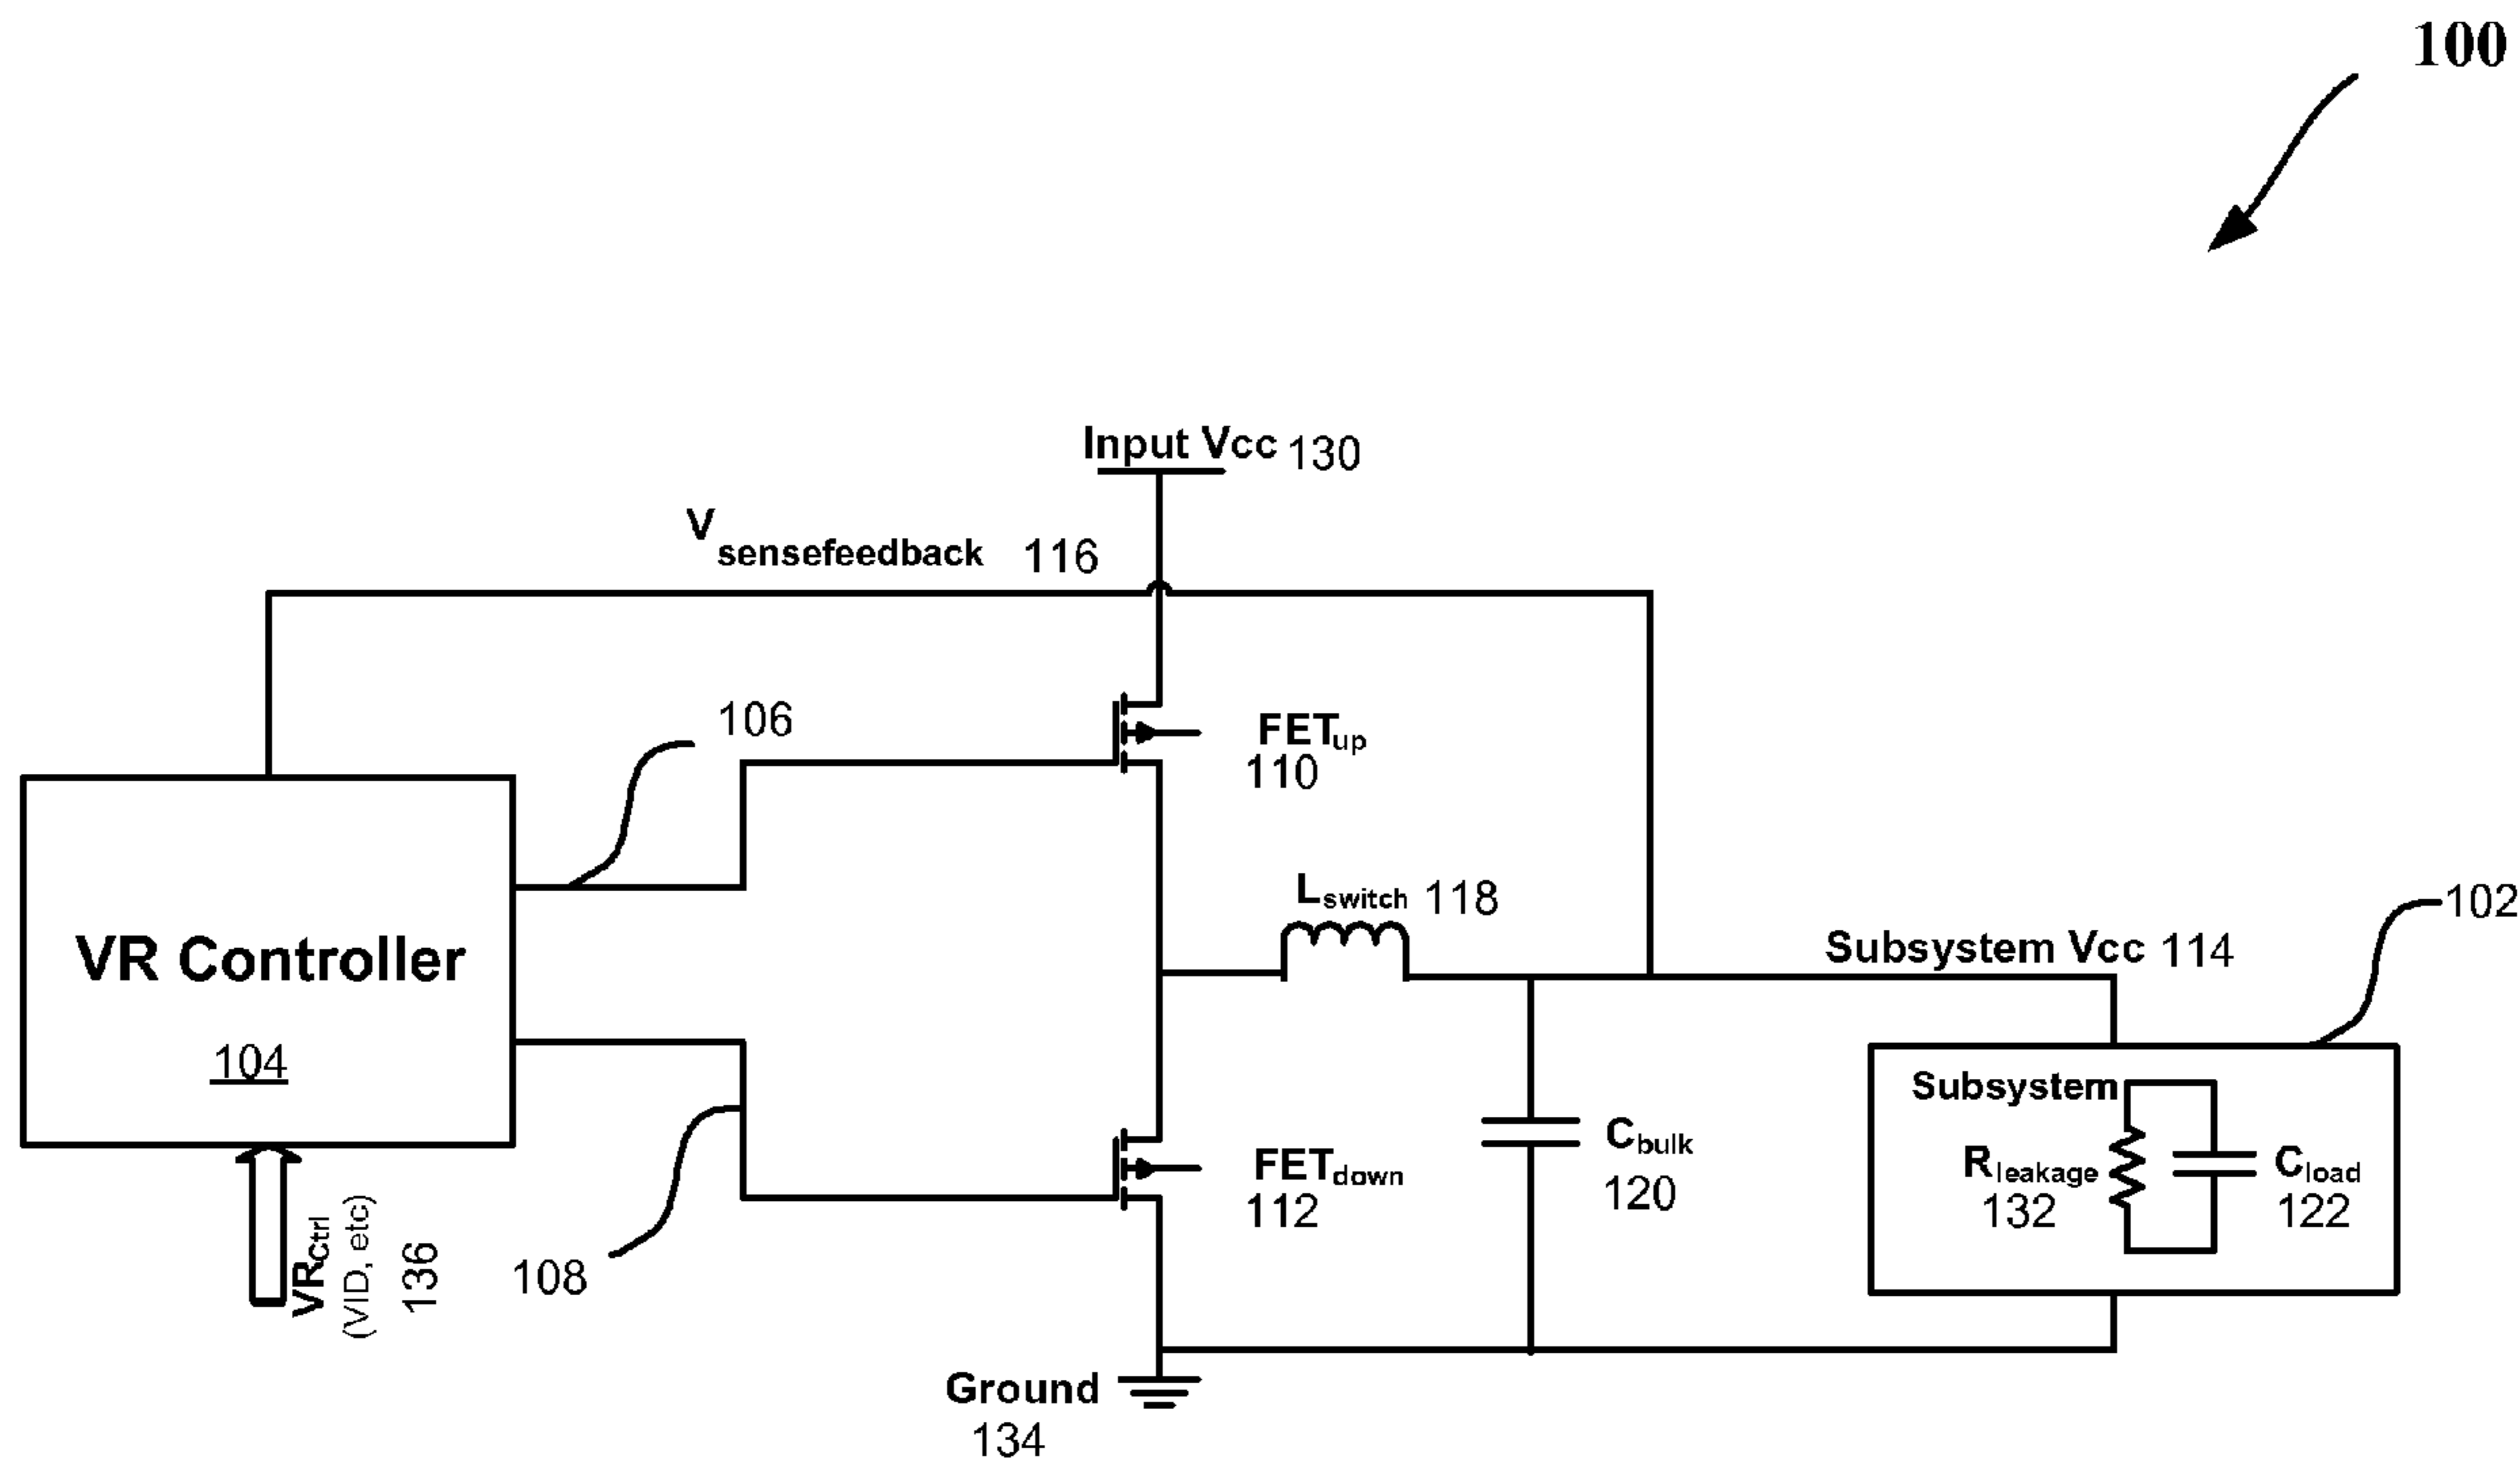 100
Input Vcc 130
Vsensefeedback 116
106
FETup
110
Lswitch 118
102
Subsystem Vcc 114
VR Controller
104
Subsystem
Cbulk
120
Rleakage
132
Cload
122
FETdown
112
108
VRCtrl
(VID, etc)
136
Ground
134